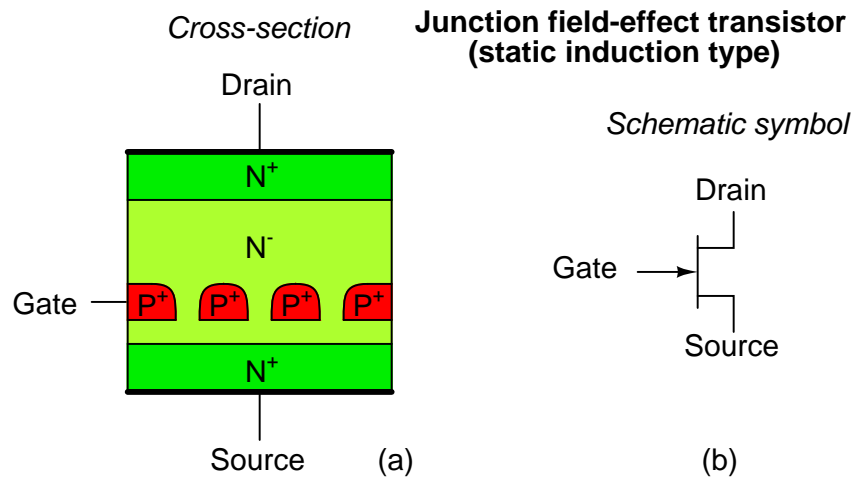 Cross-section
Junction field-effect transistor
(static induction type)
Drain
Schematic symbol
N+
Drain
N-
Gate
Gate
P+ P+ P+ P+
Source
N+
Source
(a)
(b)